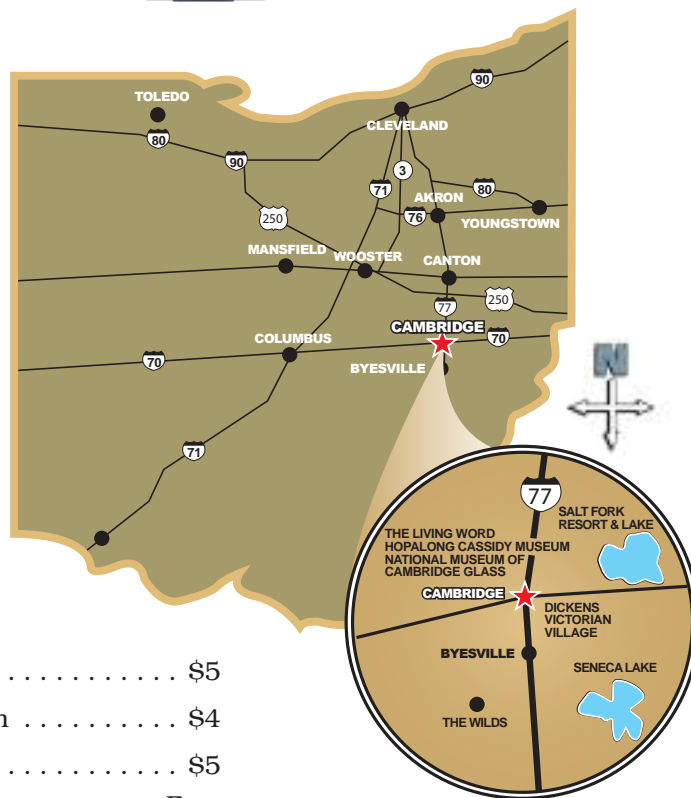 90
TOLEDO
CLEVELAND
80
90
3
71
80
AKRON
76
YOUNGSTOWN
250
MANSFIELD
WOOSTER
CANTON
77
250
CAMBRIDGE
70
COLUMBUS
70
BYESVILLE
N
71
77
SALT FORK
RESORT & LAKE
THE LIVING WORD
HOPALONG CASSIDY MUSEUM
NATIONAL MUSEUM OF
CAMBRIDGE GLASS
CAMBRIDGE
DICKENS
VICTORIAN
VILLAGE
BYESVILLE
SENECA LAKE
THE WILDS
. . . . . . . . . . . $5
. . . . . . . . . . $4
. . . . . . . . . . . $5